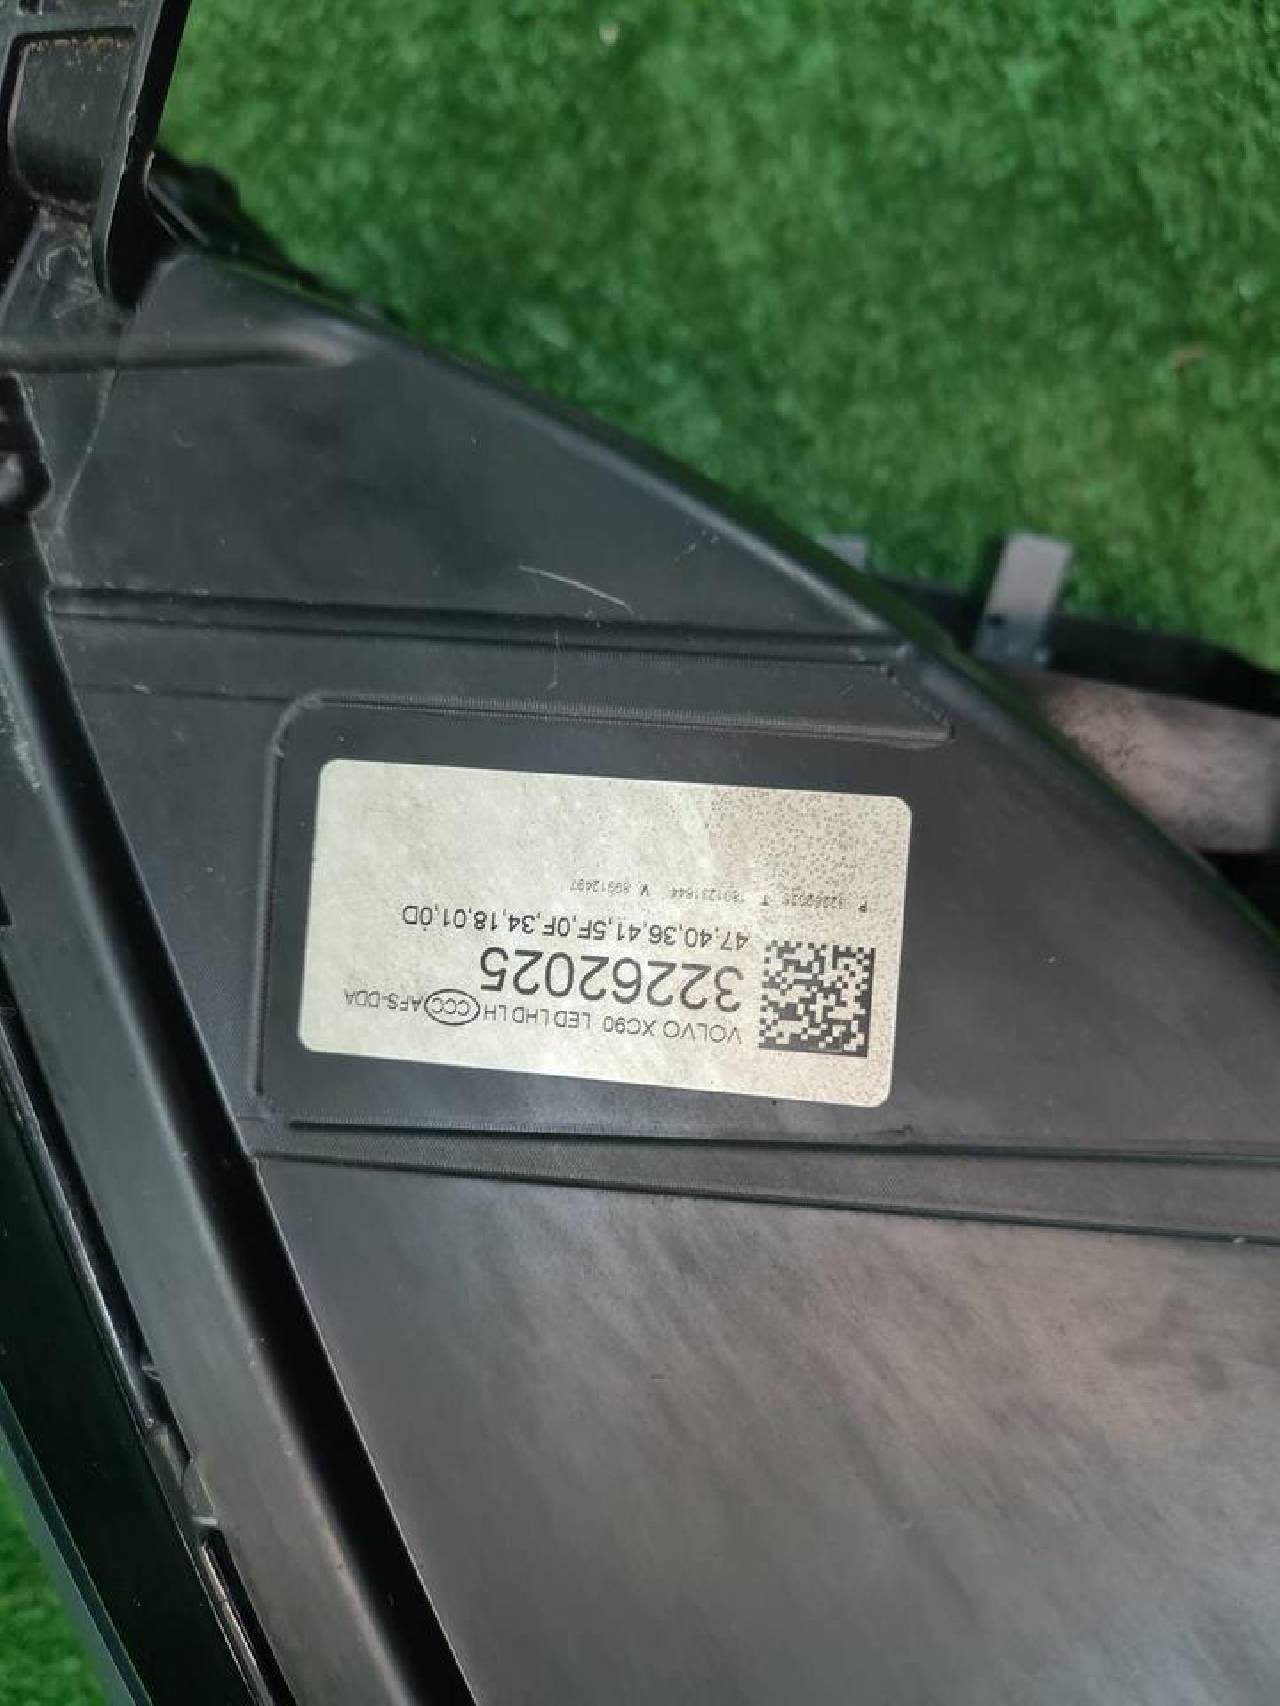 VOLVO XC90 LED LHD LH CCC AFS-DDA
32262025
47,40,36,41,5F,0F,34,18,01,0D
P 32262025 T 1801231644 V 89912497